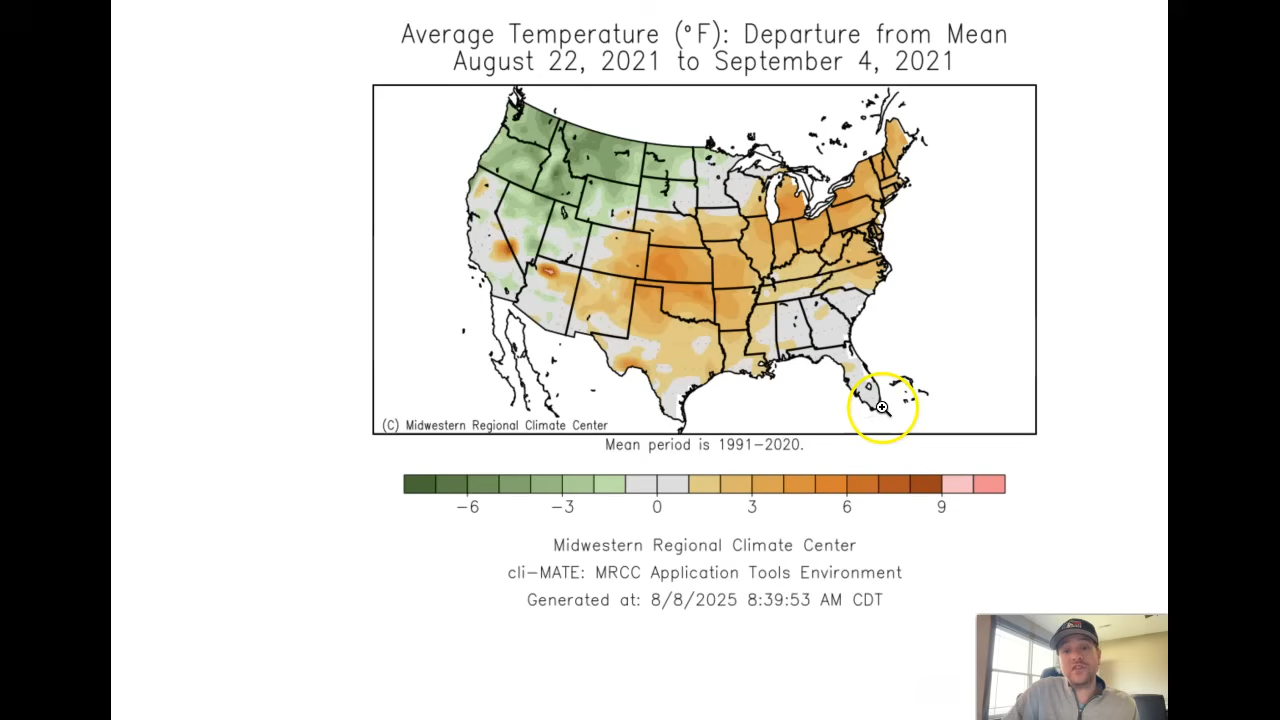 Average Temperature (°F): Departure from Mean
August 22, 2021 to September 4, 2021
(C) Midwestern Regional Climate Center
Mean period is 1991-2020.
-6 -3 0 3 6 9
Midwestern Regional Climate Center
cli-MATE: MRCC Application Tools Environment
Generated at: 8/8/2025 8:39:53 AM CDT